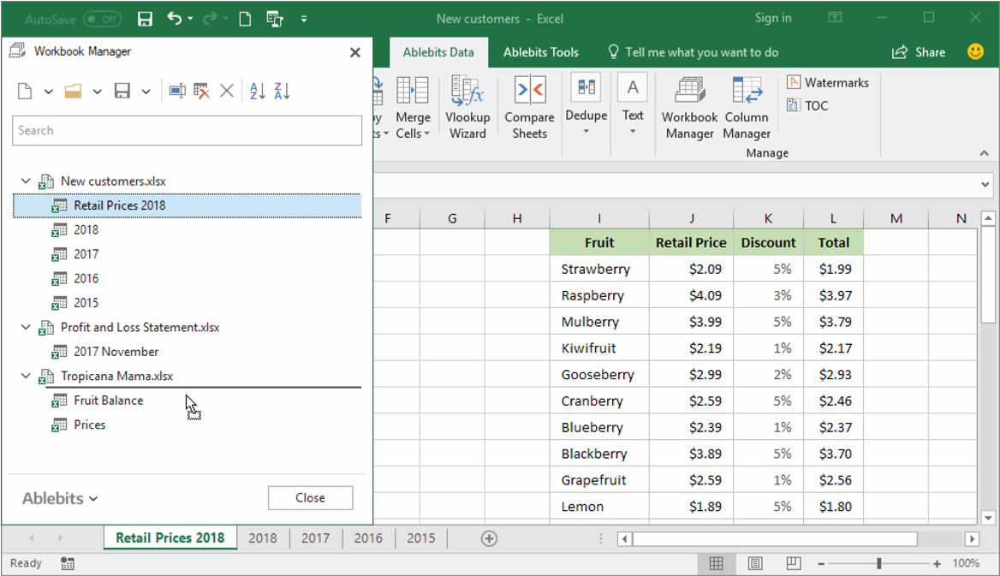 AutoSave Off New customers - Excel Sign in
Workbook Manager
Ablebits Data Ablebits Tools Tell me what you want to do Share
Merge Cells
Vlookup Wizard
Compare Sheets
Dedupe
Text
Workbook Manager
Column Manager
Watermarks
TOC
Manage
Search
New customers.xlsx
Retail Prices 2018
2018
2017
2016
2015
Profit and Loss Statement.xlsx
2017 November
Tropicana Mama.xlsx
Fruit Balance
Prices
Ablebits Close
F G H I J K L M N
Fruit Retail Price Discount Total
Strawberry $2.09 5% $1.99
Raspberry $4.09 3% $3.97
Mulberry $3.99 5% $3.79
Kiwifruit $2.19 1% $2.17
Gooseberry $2.99 2% $2.93
Cranberry $2.59 5% $2.46
Blueberry $2.39 1% $2.37
Blackberry $3.89 5% $3.70
Grapefruit $2.59 1% $2.56
Lemon $1.89 5% $1.80
Retail Prices 2018 2018 2017 2016 2015
Ready 100%